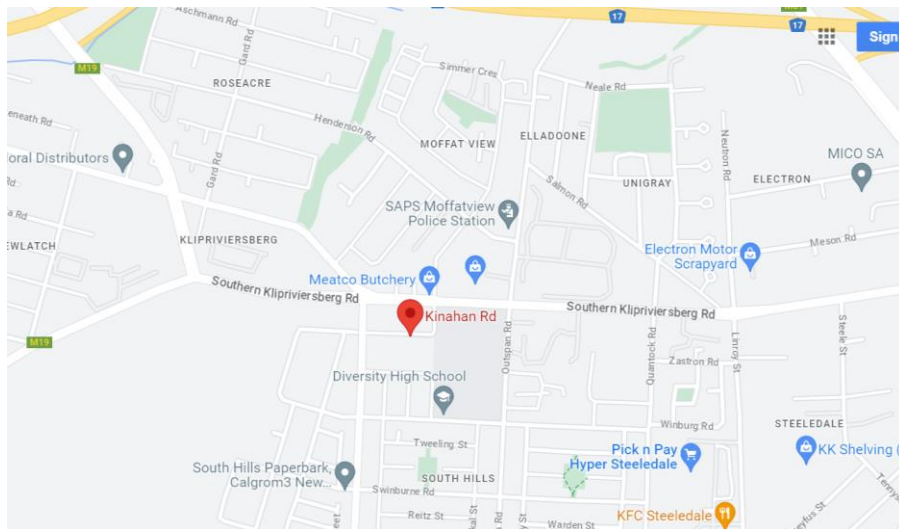 17
17
Sign
Aschmann Rd
Gard Rd
M19
ROSEACRE
Simmer Cres
Neale Rd
Henderson Rd
MOFFAT VIEW
ELLADOONE
Neutron Rd
MICO SA
oral Distributors
Gard Rd
Salmon Rd
UNIGRAY
ELECTRON
SAPS Moffatview
Police Station
Meson Rd
EWLATCH
KLIPRIVIERSBERG
Electron Motor
Scrapyard
Meatco Butchery
Southern Klipriviersberg Rd
Southern Klipriviersberg Rd
Kinahan Rd
M19
Outspan Rd
Quantock Rd
Linroy St
Steele St
Zastron Rd
Diversity High School
Winburg Rd
STEELEDALE
Tweeling St
Pick n Pay
Hyper Steeledale
KK Shelving (
South Hills Paperbark,
Calgrom3 New...
SOUTH HILLS
Swinburne Rd
Reitz St
Warden St
KFC Steeledale